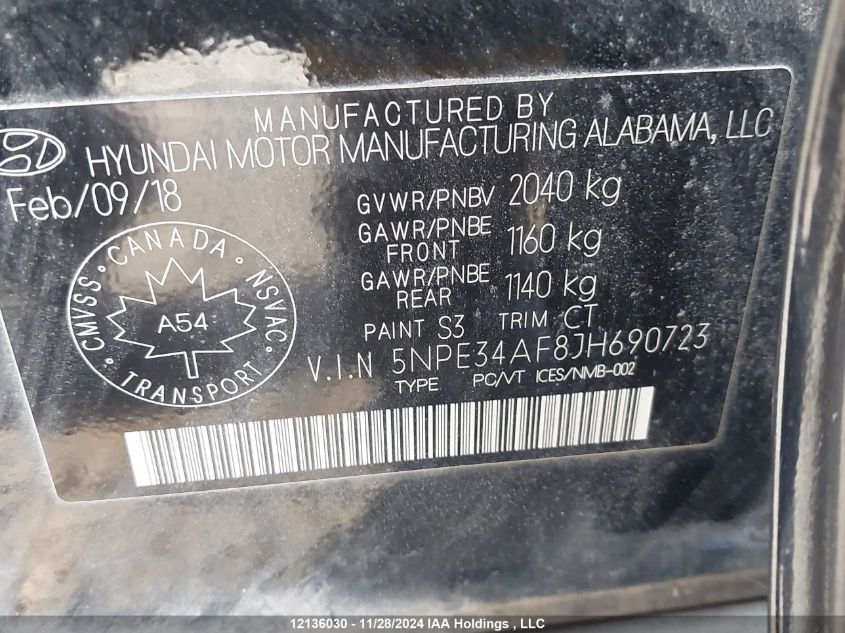 MANUFACTURED BY
HYUNDAI MOTOR MANUFACTURING ALABAMA, LLC
Feb/09/18
GVWR/PNBV 2040 kg
GAWR/PNBE FRONT 1160 kg
GAWR/PNBE REAR 1140 kg
PAINT S3 TRIM CT
V.I.N 5NPE34AF8JH690723
TYPE PC/VT ICES/NMB-002
CANADA
CMVSS · NSVAC
A54
TRANSPORT
12136030 - 11/28/2024 IAA Holdings , LLC